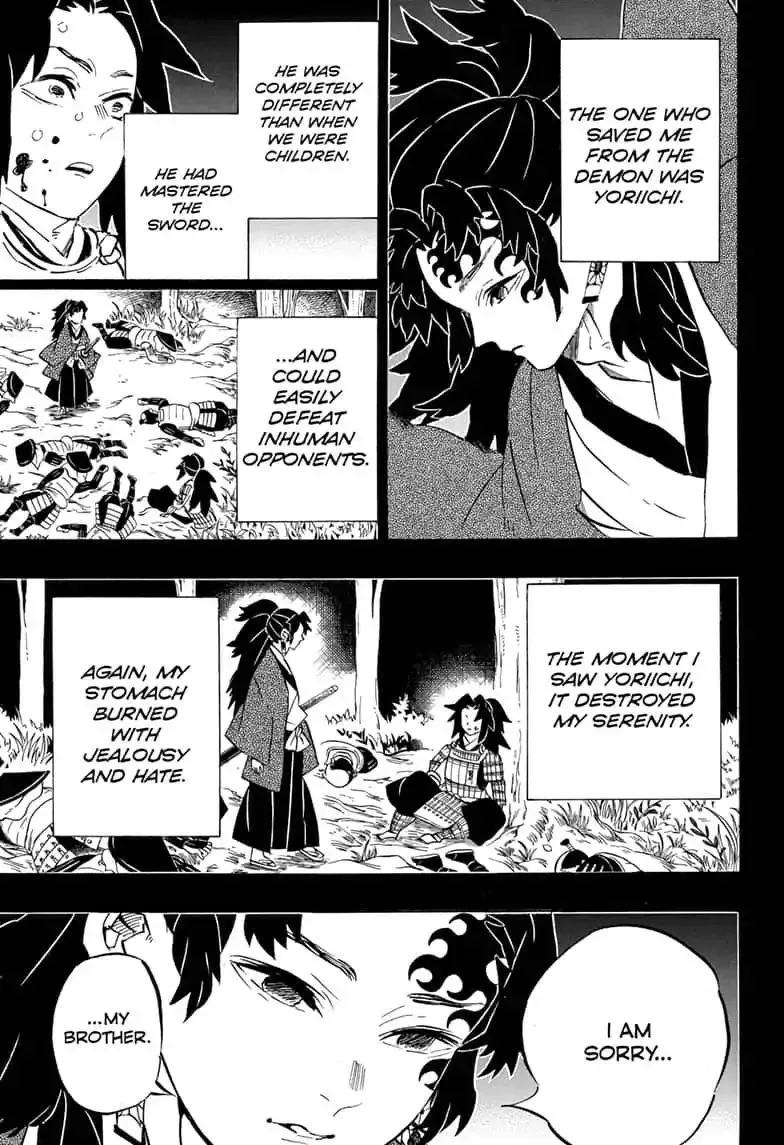 THE ONE WHO
SAVED ME
FROM THE
DEMON WAS
YORIICHI.
HE WAS
COMPLETELY
DIFFERENT
THAN WHEN
WE WERE
CHILDREN.
HE HAD
MASTERED
THE
SWORD...
...AND
COULD
EASILY
DEFEAT
INHUMAN
OPPONENTS.
THE MOMENT I
SAW YORIICHI,
IT DESTROYED
MY SERENITY.
AGAIN, MY
STOMACH
BURNED
WITH
JEALOUSY
AND HATE.
I AM
SORRY...
...MY
BROTHER.